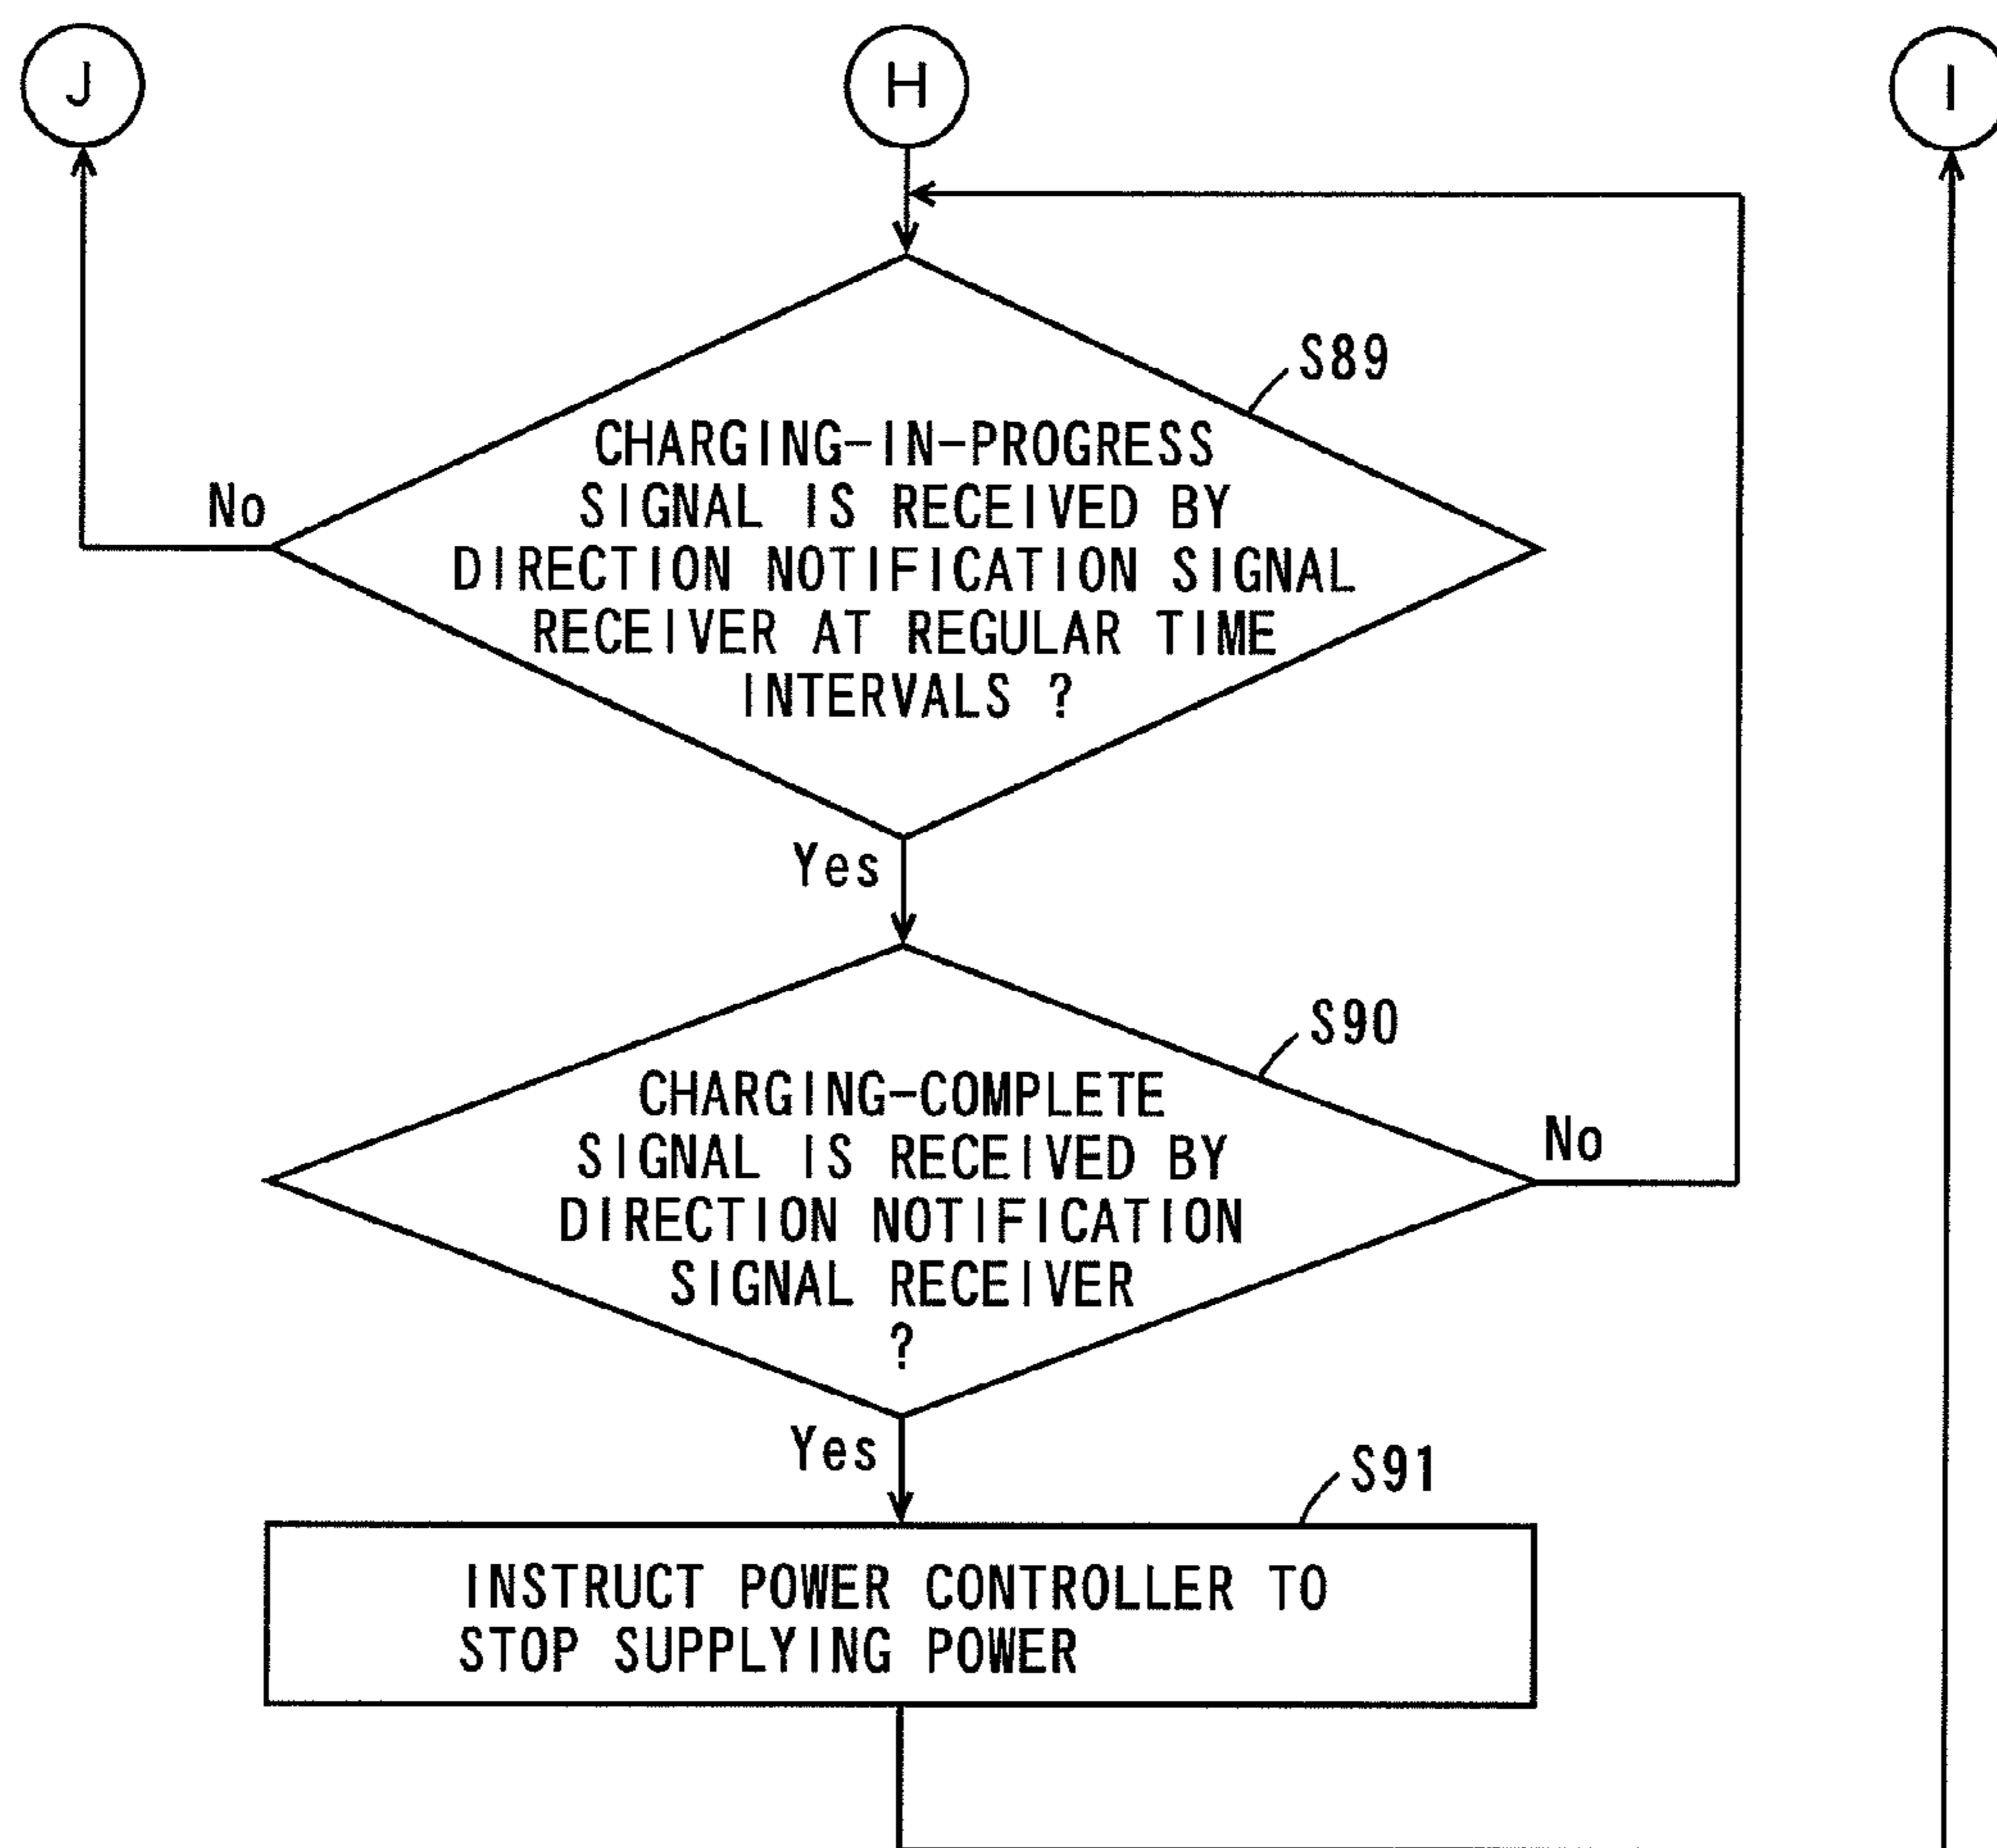 J
H
I
S89
CHARGING-IN-PROGRESS
SIGNAL IS RECEIVED BY
DIRECTION NOTIFICATION SIGNAL
RECEIVER AT REGULAR TIME
INTERVALS ?
No
Yes
S90
CHARGING-COMPLETE
SIGNAL IS RECEIVED BY
DIRECTION NOTIFICATION
SIGNAL RECEIVER
?
No
Yes
S91
INSTRUCT POWER CONTROLLER TO
STOP SUPPLYING POWER